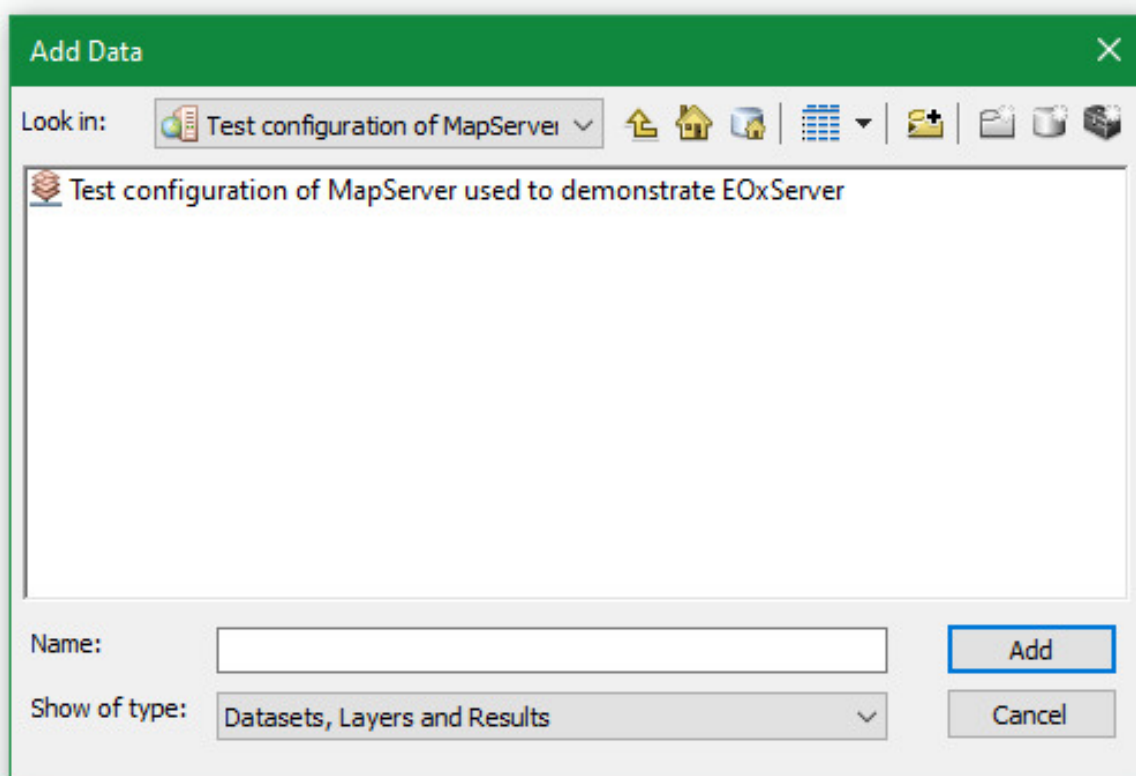 Add Data
Look in: Test configuration of MapServer
Test configuration of MapServer used to demonstrate EOxServer
Name:
Add
Show of type: Datasets, Layers and Results
Cancel